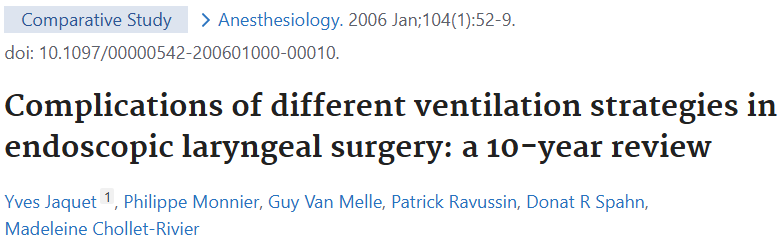 Comparative Study > Anesthesiology. 2006 Jan;104(1):52-9.
doi: 10.1097/00000542-200601000-00010.
Complications of different ventilation strategies in
endoscopic laryngeal surgery: a 10-year review
Yves Jaquet 1, Philippe Monnier, Guy Van Melle, Patrick Ravussin, Donat R Spahn,
Madeleine Chollet-Rivier